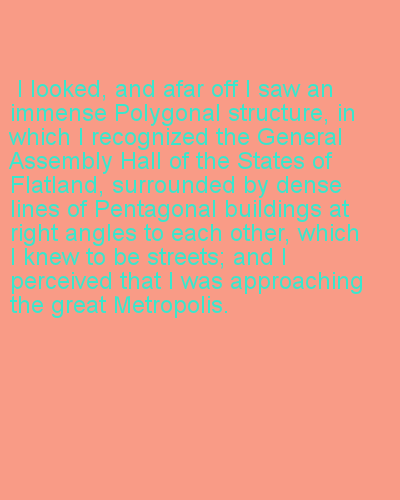 I looked, and afar off I saw an
immense Polygonal structure, in
which I recognized the General
Assembly Hall of the States of
Flatland, surrounded by dense
lines of Pentagonal buildings at
right angles to each other, which
I knew to be streets; and I
perceived that I was approaching
the great Metropolis.